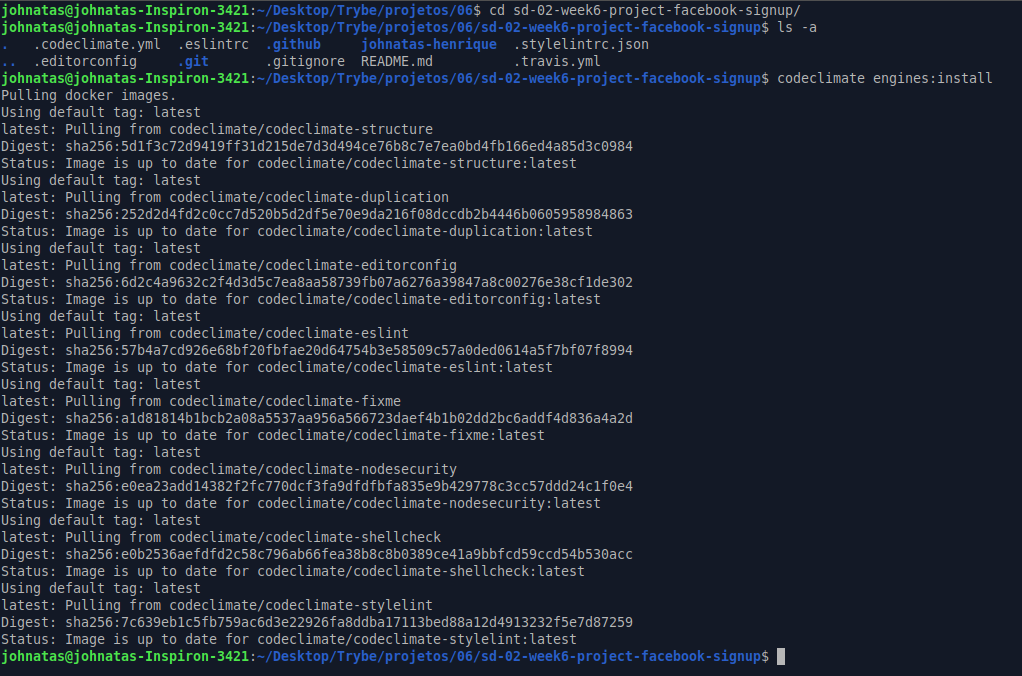 johnatas@johnatas-Inspiron-3421:~/Desktop/Trybe/projetos/06$ cd sd-02-week6-project-facebook-signup/
johnatas@johnatas-Inspiron-3421:~/Desktop/Trybe/projetos/06/sd-02-week6-project-facebook-signup$ ls -a
.   .codeclimate.yml  .eslintrc  .github     johnatas-henrique  .stylelintrc.json
..  .editorconfig     .git       .gitignore  README.md          .travis.yml
johnatas@johnatas-Inspiron-3421:~/Desktop/Trybe/projetos/06/sd-02-week6-project-facebook-signup$ codeclimate engines:install
Pulling docker images.
Using default tag: latest
latest: Pulling from codeclimate/codeclimate-structure
Digest: sha256:5d1f3c72d9419ff31d215de7d3d494ce76b8c7e7ea0bd4fb166ed4a85d3c0984
Status: Image is up to date for codeclimate/codeclimate-structure:latest
Using default tag: latest
latest: Pulling from codeclimate/codeclimate-duplication
Digest: sha256:252d2d4fd2c0cc7d520b5d2df5e70e9da216f08dccdb2b4446b0605958984863
Status: Image is up to date for codeclimate/codeclimate-duplication:latest
Using default tag: latest
latest: Pulling from codeclimate/codeclimate-editorconfig
Digest: sha256:6d2c4a9632c2f4d3d5c7ea8aa58739fb07a6276a39847a8c00276e38cf1de302
Status: Image is up to date for codeclimate/codeclimate-editorconfig:latest
Using default tag: latest
latest: Pulling from codeclimate/codeclimate-eslint
Digest: sha256:57b4a7cd926e68bf20fbfae20d64754b3e58509c57a0ded0614a5f7bf07f8994
Status: Image is up to date for codeclimate/codeclimate-eslint:latest
Using default tag: latest
latest: Pulling from codeclimate/codeclimate-fixme
Digest: sha256:a1d81814b1bcb2a08a5537aa956a566723daef4b1b02dd2bc6addf4d836a4a2d
Status: Image is up to date for codeclimate/codeclimate-fixme:latest
Using default tag: latest
latest: Pulling from codeclimate/codeclimate-nodesecurity
Digest: sha256:e0ea23add14382f2fc770dcf3fa9dfdfbfa835e9b429778c3cc57ddd24c1f0e4
Status: Image is up to date for codeclimate/codeclimate-nodesecurity:latest
Using default tag: latest
latest: Pulling from codeclimate/codeclimate-shellcheck
Digest: sha256:e0b2536aefdfd2c58c796ab66fea38b8c8b0389ce41a9bbfcd59ccd54b530acc
Status: Image is up to date for codeclimate/codeclimate-shellcheck:latest
Using default tag: latest
latest: Pulling from codeclimate/codeclimate-stylelint
Digest: sha256:7c639eb1c5fb759ac6d3e22926fa8ddba17113bed88a12d4913232f5e7d87259
Status: Image is up to date for codeclimate/codeclimate-stylelint:latest
johnatas@johnatas-Inspiron-3421:~/Desktop/Trybe/projetos/06/sd-02-week6-project-facebook-signup$